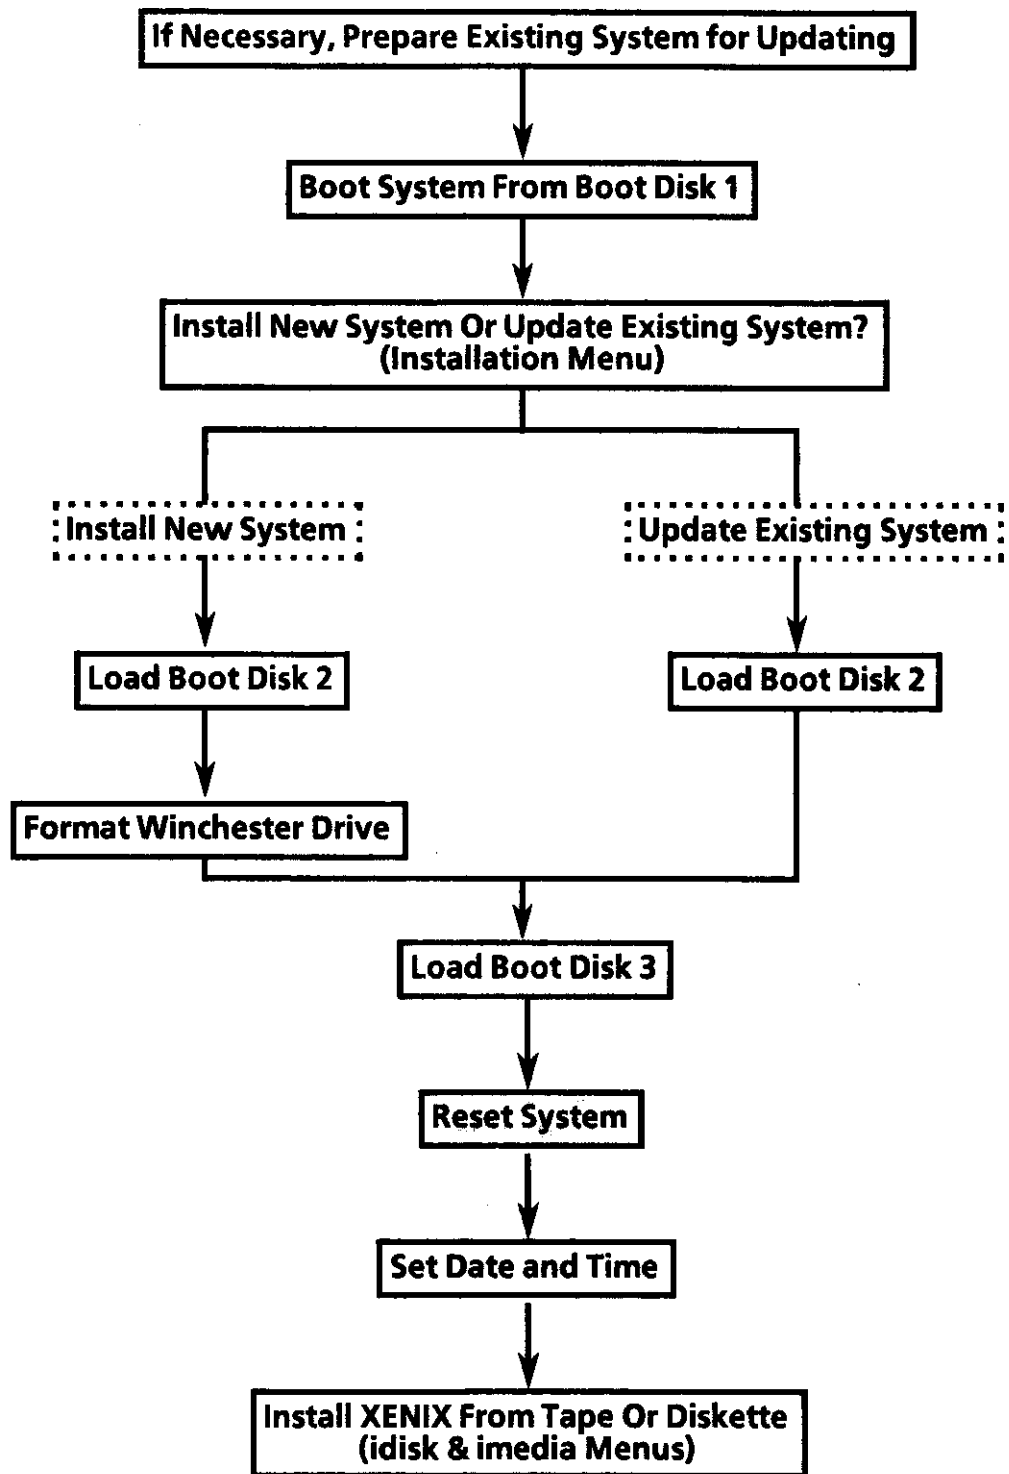 If Necessary, Prepare Existing System for Updating
Boot System From Boot Disk 1
Install New System Or Update Existing System?
(Installation Menu)
Install New System
Update Existing System
Load Boot Disk 2
Load Boot Disk 2
Format Winchester Drive
Load Boot Disk 3
Reset System
Set Date and Time
Install XENIX From Tape Or Diskette
(idisk & imedia Menus)